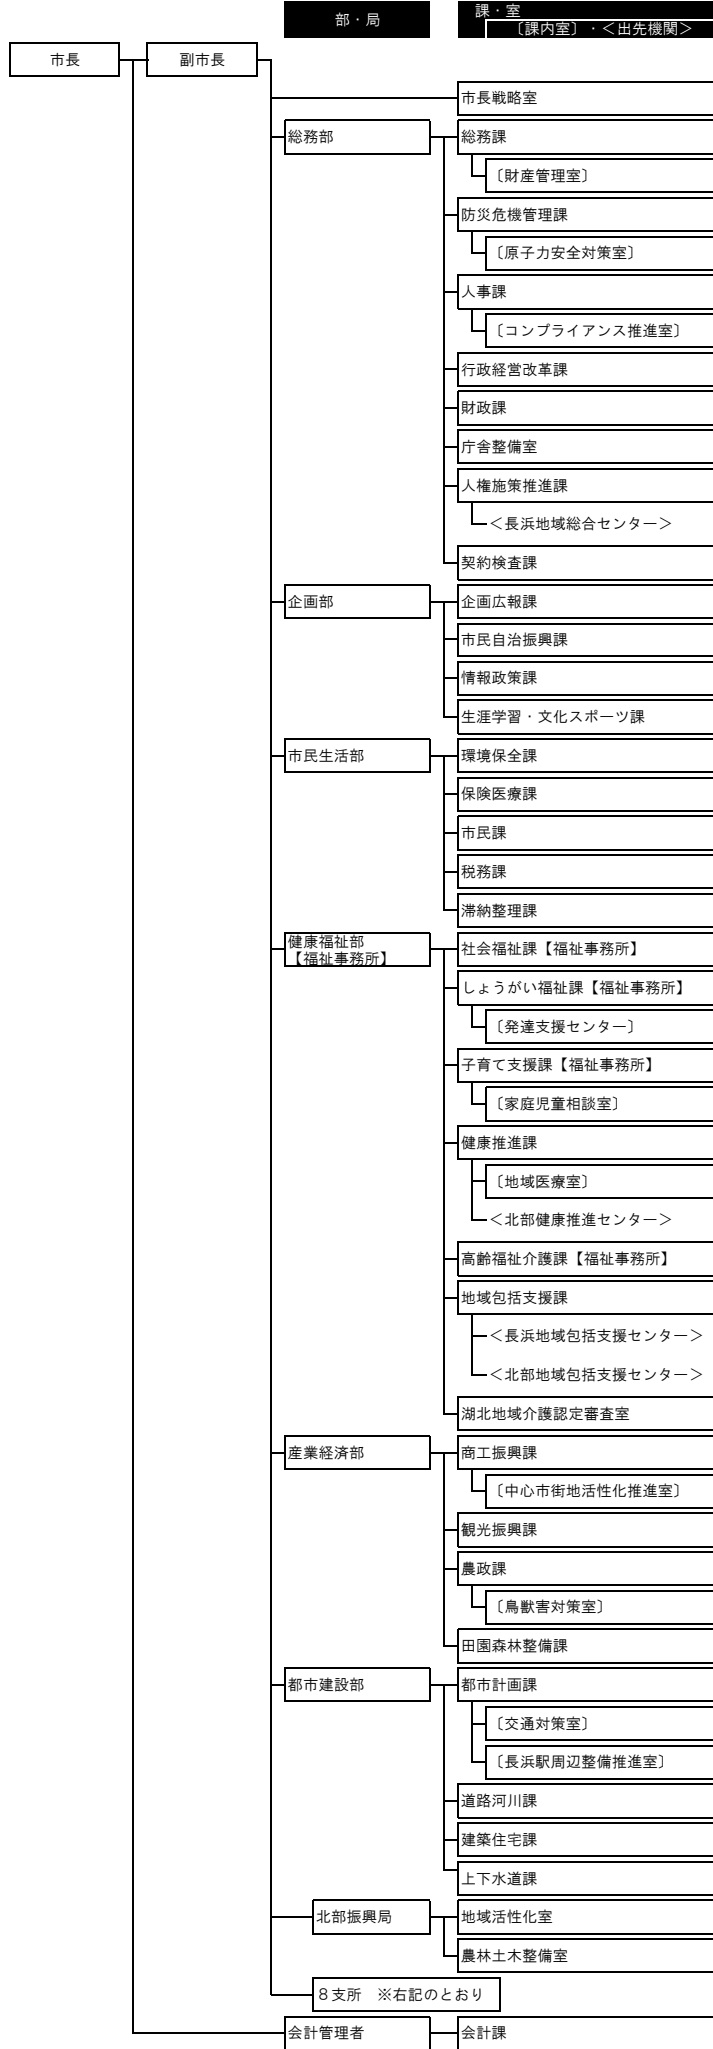 部・局
課・室
〔課内室〕・＜出先機関＞
市長
副市長
市長戦略室
総務部
総務課
〔財産管理室〕
防災危機管理課
〔原子力安全対策室〕
人事課
〔コンプライアンス推進室〕
行政経営改革課
財政課
庁舎整備室
人権施策推進課
＜長浜地域総合センター＞
契約検査課
企画部
企画広報課
市民自治振興課
情報政策課
生涯学習・文化スポーツ課
市民生活部
環境保全課
保険医療課
市民課
税務課
滞納整理課
健康福祉部
【福祉事務所】
社会福祉課【福祉事務所】
しょうがい福祉課【福祉事務所】
〔発達支援センター〕
子育て支援課【福祉事務所】
〔家庭児童相談室〕
健康推進課
〔地域医療室〕
＜北部健康推進センター＞
高齢福祉介護課【福祉事務所】
地域包括支援課
＜長浜地域包括支援センター＞
＜北部地域包括支援センター＞
湖北地域介護認定審査室
産業経済部
商工振興課
〔中心市街地活性化推進室〕
観光振興課
農政課
〔鳥獣害対策室〕
田園森林整備課
都市建設部
都市計画課
〔交通対策室〕
〔長浜駅周辺整備推進室〕
道路河川課
建築住宅課
上下水道課
北部振興局
地域活性化室
農林土木整備室
８支所　※右記のとおり
会計管理者
会計課